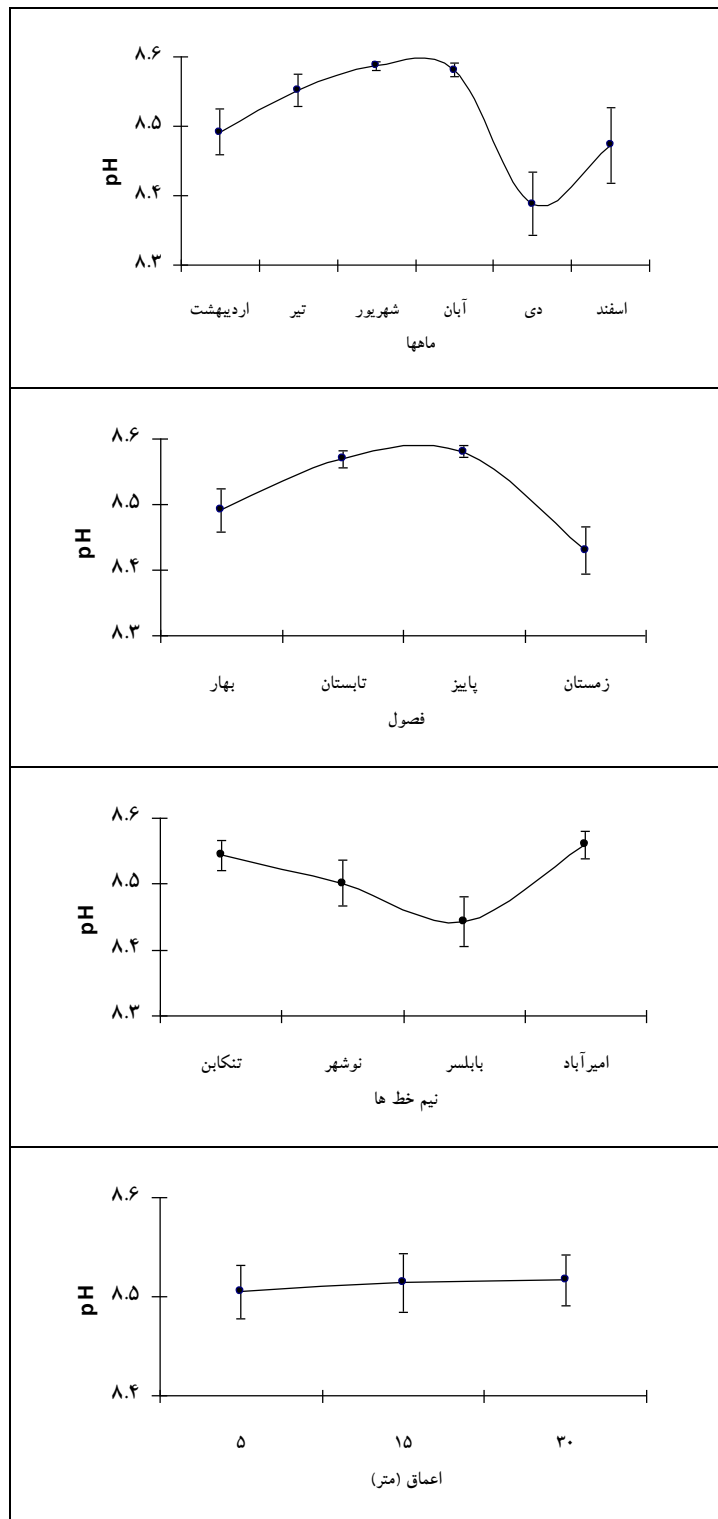 ۸.۶
۸.۵
۸.۴
۸.۳
pH
اردیبهشت تیر شهریور آبان دی اسفند
ماهها
۸.۶
۸.۵
۸.۴
۸.۳
pH
بهار تابستان پاییز زمستان
فصول
۸.۶
۸.۵
۸.۴
۸.۳
pH
تنکابن نوشهر بابلسر امیرآباد
نیم خط ها
۸.۶
۸.۵
۸.۴
pH
۵ ۱۵ ۳۰
اعماق (متر)